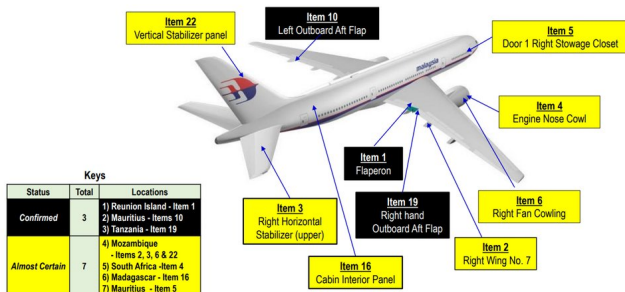 Item 22
Vertical Stabilizer panel
Item 10
Left Outboard Aft Flap
Item 5
Door 1 Right Stowage Closet
malaysia
Item 4
Engine Nose Cowl
Item 1
Flaperon
Item 6
Right Fan Cowling
Item 19
Right hand
Outboard Aft Flap
Item 2
Right Wing No. 7
Item 3
Right Horizontal
Stabilizer (upper)
Item 16
Cabin Interior Panel
Keys
Status Total Locations
Confirmed 3 1) Reunion Island - Item 1
2) Mauritius - Items 10
3) Tanzania - Item 19
Almost Certain 7 4) Mozambique
- Items 2, 3, 6 & 22
5) South Africa -Item 4
6) Madagascar - Item 16
7) Mauritius - Item 5